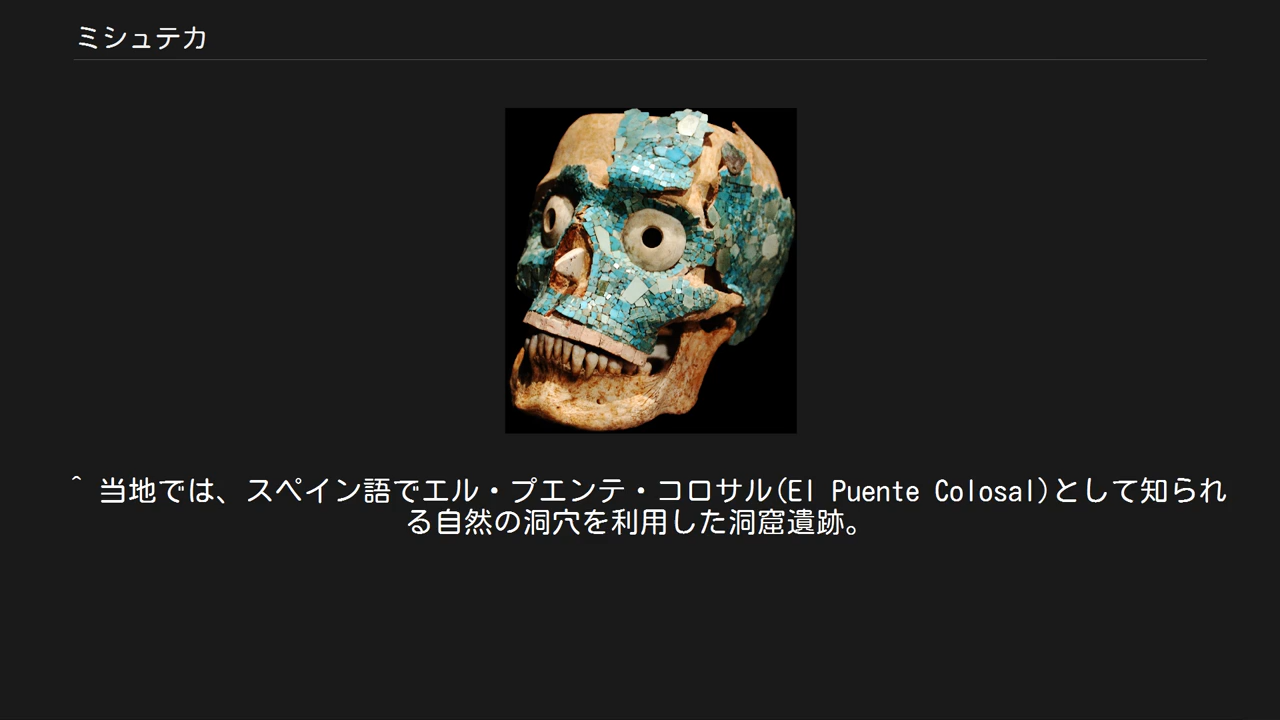 ミシュテカ
^ 当地では、スペイン語でエル・プエンテ・コロサル(El Puente Colosal)として知られ
る自然の洞穴を利用した洞窟遺跡。